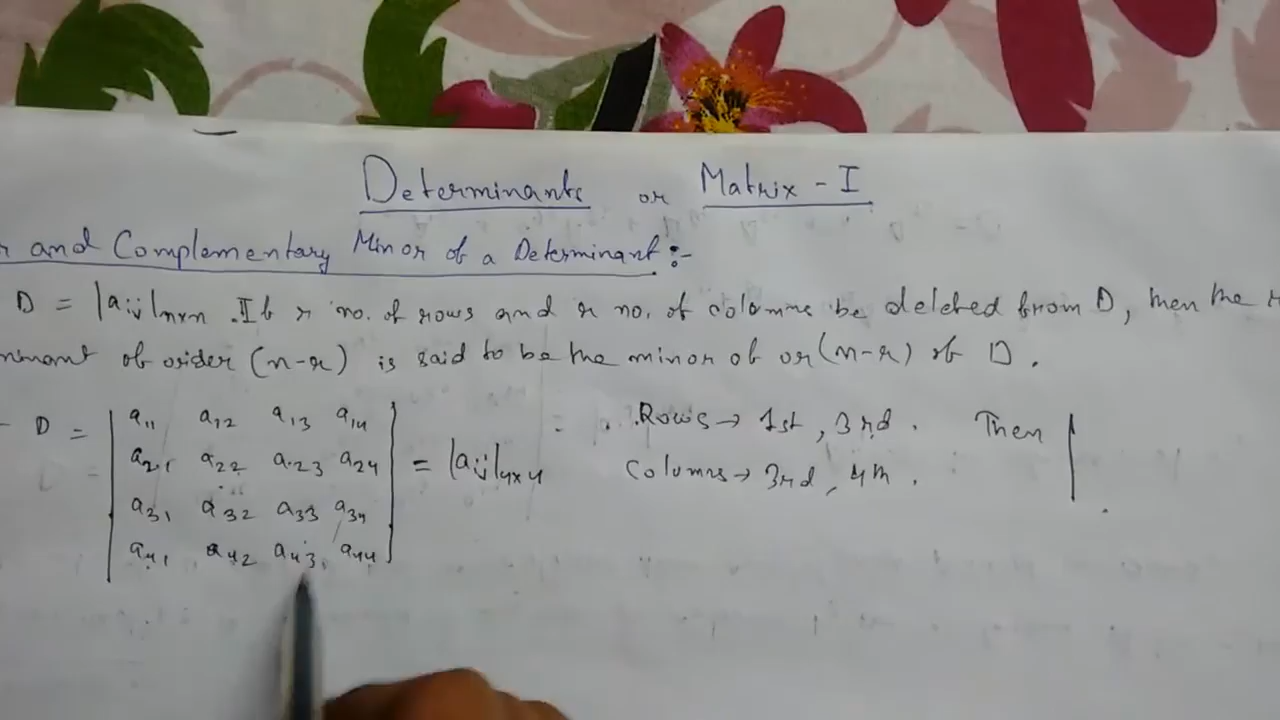 Determinants or Matrix - I
r and Complementary Minor of a Determinant :-
D = |aij|nxn . If r no. of rows and r no. of columns be deleted from D, then the r
minant of order (n-r) is said to be the minor of or (n-r) of D.
- D = | a11 a12 a13 a14 | = |aij|4x4 Rows → 1st, 3rd. Then |
a21 a22 a23 a24 Columns → 3rd, 4th.
a31 a32 a33 a34
a41 a42 a43 a44